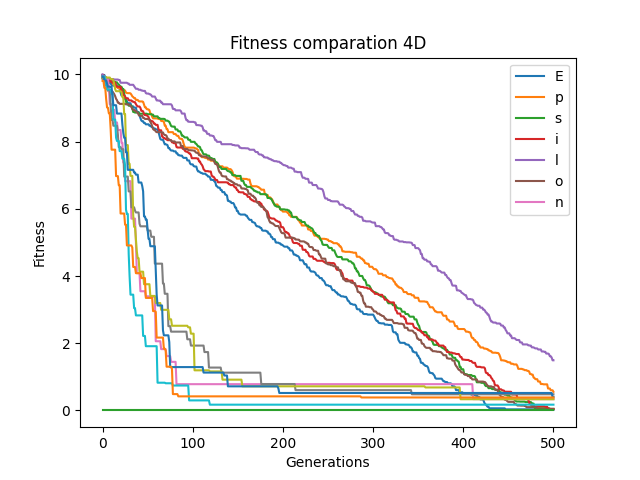 Fitness comparation 4D
Fitness
10
8
6
4
2
0
0 100 200 300 400 500
Generations
E
p
s
i
l
o
n